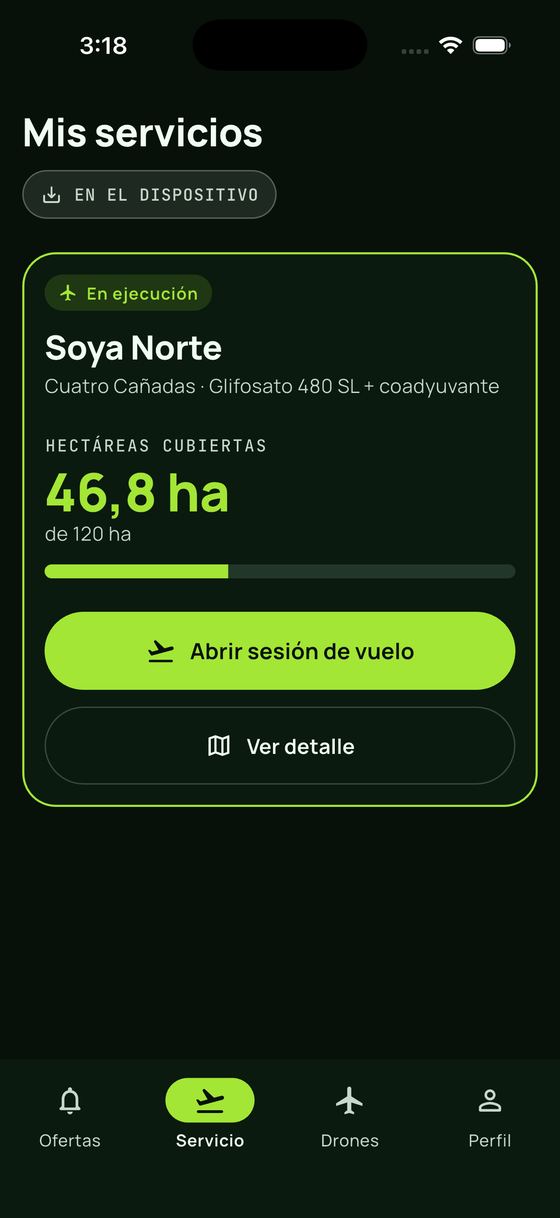 3:18
Mis servicios
EN EL DISPOSITIVO
En ejecución
Soya Norte
Cuatro Cañadas · Glifosato 480 SL + coadyuvante
HECTÁREAS CUBIERTAS
46,8 ha
de 120 ha
Abrir sesión de vuelo
Ver detalle
Ofertas
Servicio
Drones
Perfil